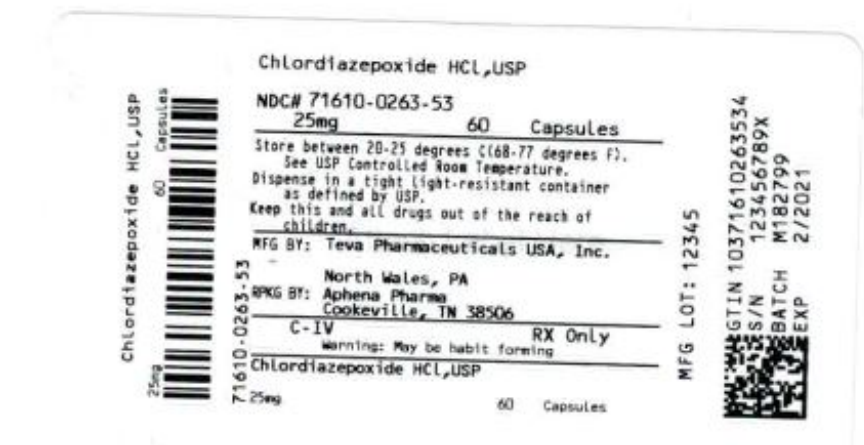 Chlordiazepoxide HCl,USP
NDC# 71610-0263-53
25mg 60 Capsules
Store between 20-25 degrees C(68-77 degrees F).
See USP Controlled Room Temperature.
Dispense in a tight light-resistant container
as defined by USP.
Keep this and all drugs out of the reach of
children.
MFG BY: Teva Pharmaceuticals USA, Inc.
North Wales, PA
RPKG BY: Aphena Pharma
Cookeville, TN 38506
C-IV RX Only
Warning: May be habit forming
Chlordiazepoxide HCl,USP
25mg 60 Capsules
Chlordiazepoxide HCl,USP
25mg 60 Capsules
71610-0263-53
MFG LOT: 12345
GTIN 10371610263534
S/N 123456789X
BATCH M182799
EXP 2/2021